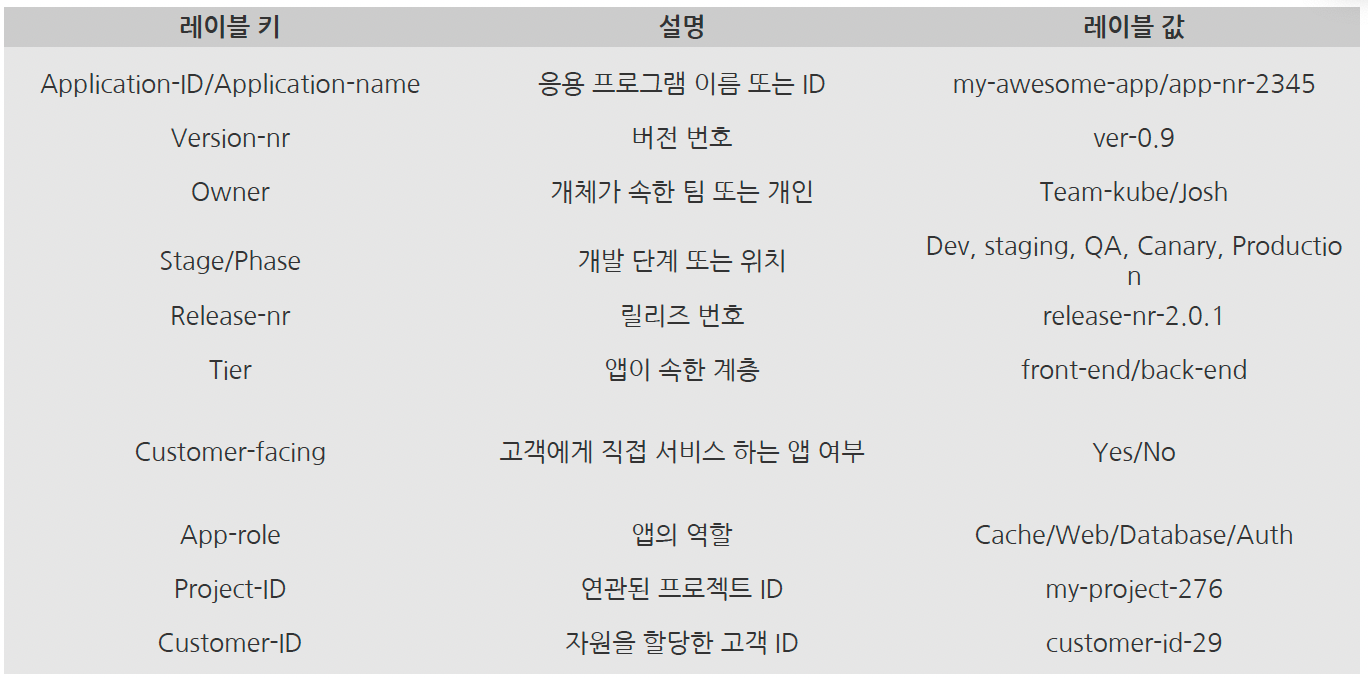 레이블 키 설명 레이블 값
Application-ID/Application-name 응용 프로그램 이름 또는 ID my-awesome-app/app-nr-2345
Version-nr 버전 번호 ver-0.9
Owner 개체가 속한 팀 또는 개인 Team-kube/Josh
Stage/Phase 개발 단계 또는 위치 Dev, staging, QA, Canary, Productio
n
Release-nr 릴리즈 번호 release-nr-2.0.1
Tier 앱이 속한 계층 front-end/back-end
Customer-facing 고객에게 직접 서비스 하는 앱 여부 Yes/No
App-role 앱의 역할 Cache/Web/Database/Auth
Project-ID 연관된 프로젝트 ID my-project-276
Customer-ID 자원을 할당한 고객 ID customer-id-29